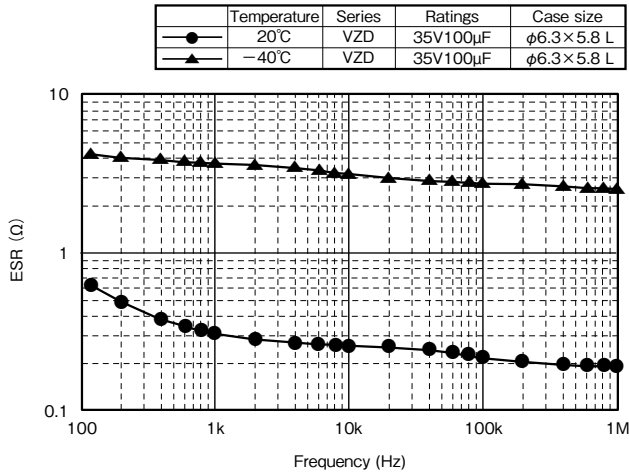 Temperature Series Ratings Case size
20℃ VZD 35V100μF φ6.3×5.8 L
−40℃ VZD 35V100μF φ6.3×5.8 L
10
1
0.1
ESR (Ω)
100 1k 10k 100k 1M
Frequency (Hz)